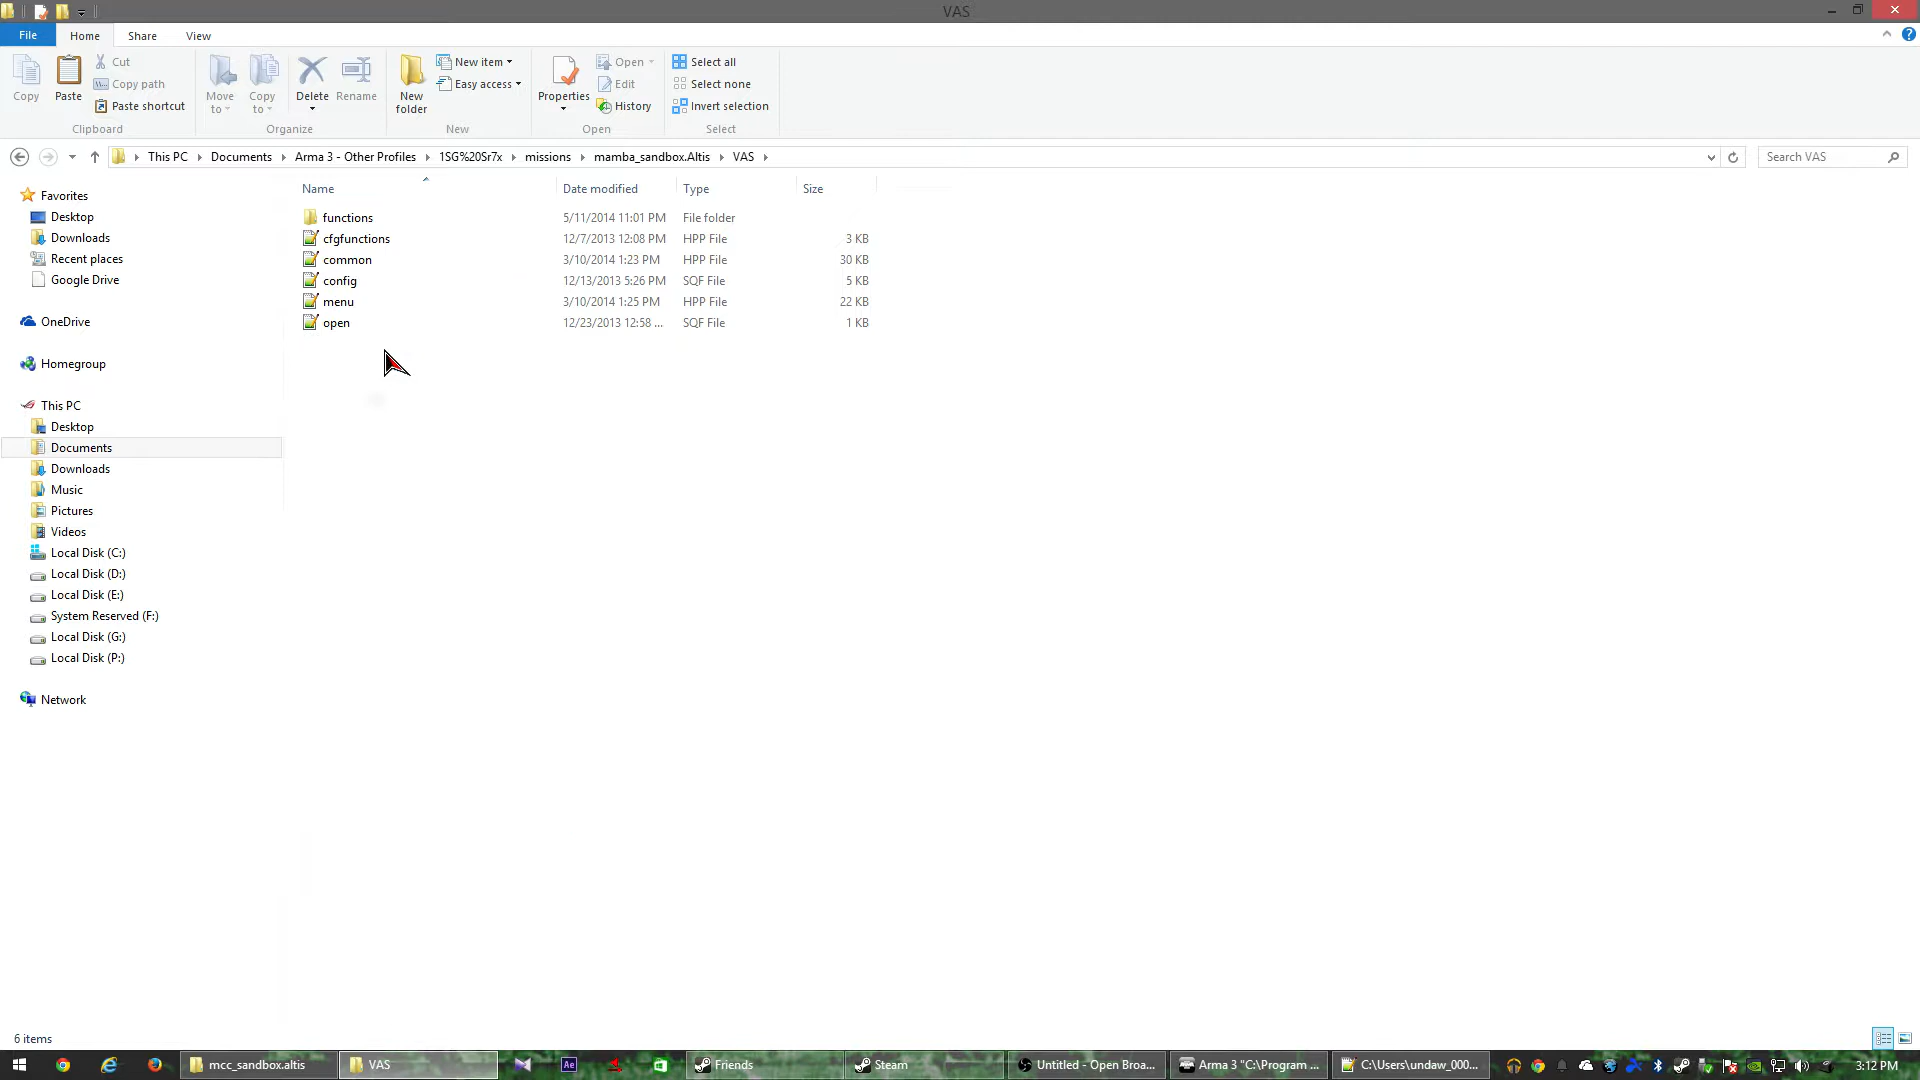 VAS
File Home Share View
Copy
Paste
Cut
Copy path
Paste shortcut
Clipboard
Move to
Copy to
Delete
Rename
Organize
New folder
New item
Easy access
New
Properties
Open
Edit
History
Open
Select all
Select none
Invert selection
Select
This PC Documents Arma 3 - Other Profiles 1SG%20Sr7x missions mamba_sandbox.Altis VAS
Search VAS
Favorites
Desktop
Downloads
Recent places
Google Drive
OneDrive
Homegroup
This PC
Desktop
Documents
Downloads
Music
Pictures
Videos
Local Disk (C:)
Local Disk (D:)
Local Disk (E:)
System Reserved (F:)
Local Disk (G:)
Local Disk (P:)
Network
Name Date modified Type Size
functions 5/11/2014 11:01 PM File folder
cfgfunctions 12/7/2013 12:08 PM HPP File 3 KB
common 3/10/2014 1:23 PM HPP File 30 KB
config 12/13/2013 5:26 PM SQF File 5 KB
menu 3/10/2014 1:25 PM HPP File 22 KB
open 12/23/2013 12:58 ... SQF File 1 KB
6 items
mcc_sandbox.altis VAS Ae Friends Steam Untitled - Open Broa... Arma 3 "C:\Program ... C:\Users\undaw_000... 3:12 PM